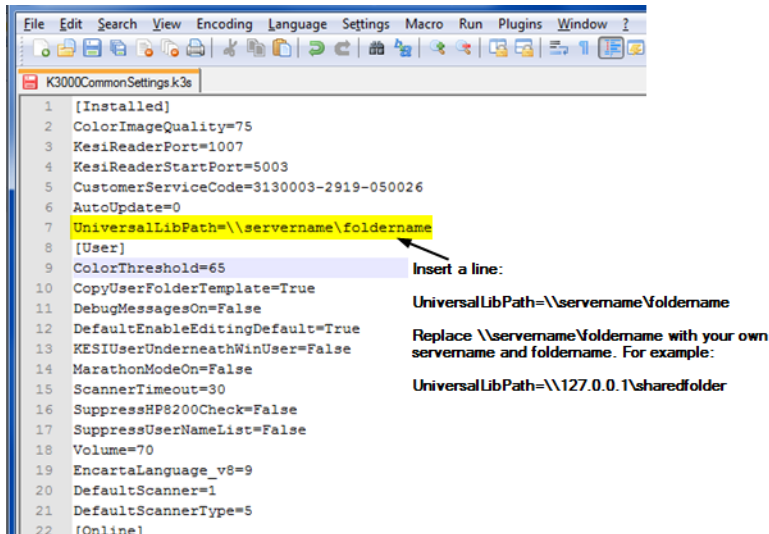 File Edit Search View Encoding Language Settings Macro Run Plugins Window ?
K3000CommonSettings.k3s
1 [Installed]
2 ColorImageQuality=75
3 KesiReaderPort=1007
4 KesiReaderStartPort=5003
5 CustomerServiceCode=3130003-2919-050026
6 AutoUpdate=0
7 UniversalLibPath=\\servername\foldername
8 [User]
9 ColorThreshold=65
10 CopyUserFolderTemplate=True
11 DebugMessagesOn=False
12 DefaultEnableEditingDefault=True
13 KESIUserUnderneathWinUser=False
14 MarathonModeOn=False
15 ScannerTimeout=30
16 SuppressHP8200Check=False
17 SuppressUserNameList=False
18 Volume=70
19 EncartaLanguage_v8=9
20 DefaultScanner=1
21 DefaultScannerType=5
22 [Online]
Insert a line:
UniversalLibPath=\\servername\foldername
Replace \\servername\foldername with your own
servername and foldername. For example:
UniversalLibPath=\\127.0.0.1\sharedfolder